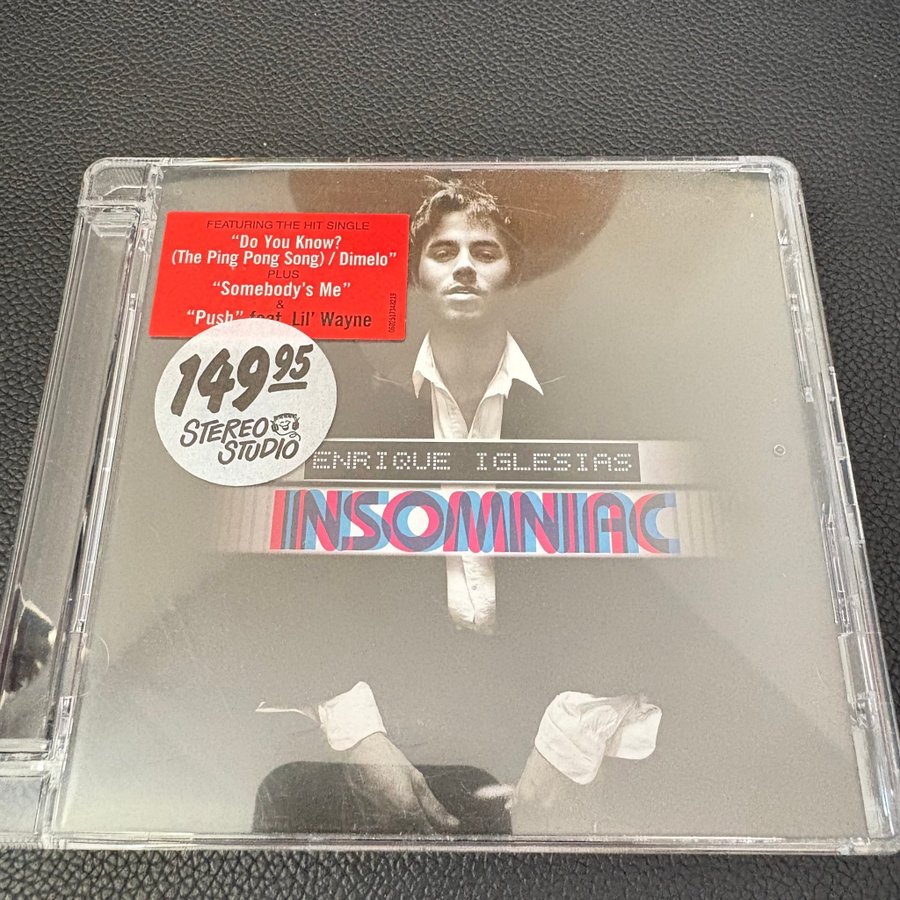 FEATURING THE HIT SINGLE
"Do You Know?
(The Ping Pong Song) / Dimelo"
PLUS
"Somebody's Me"
&
"Push" feat. Lil' Wayne
149 95
STEREO
STUDIO
ENRIQUE IGLESIAS
INSOMNIAC